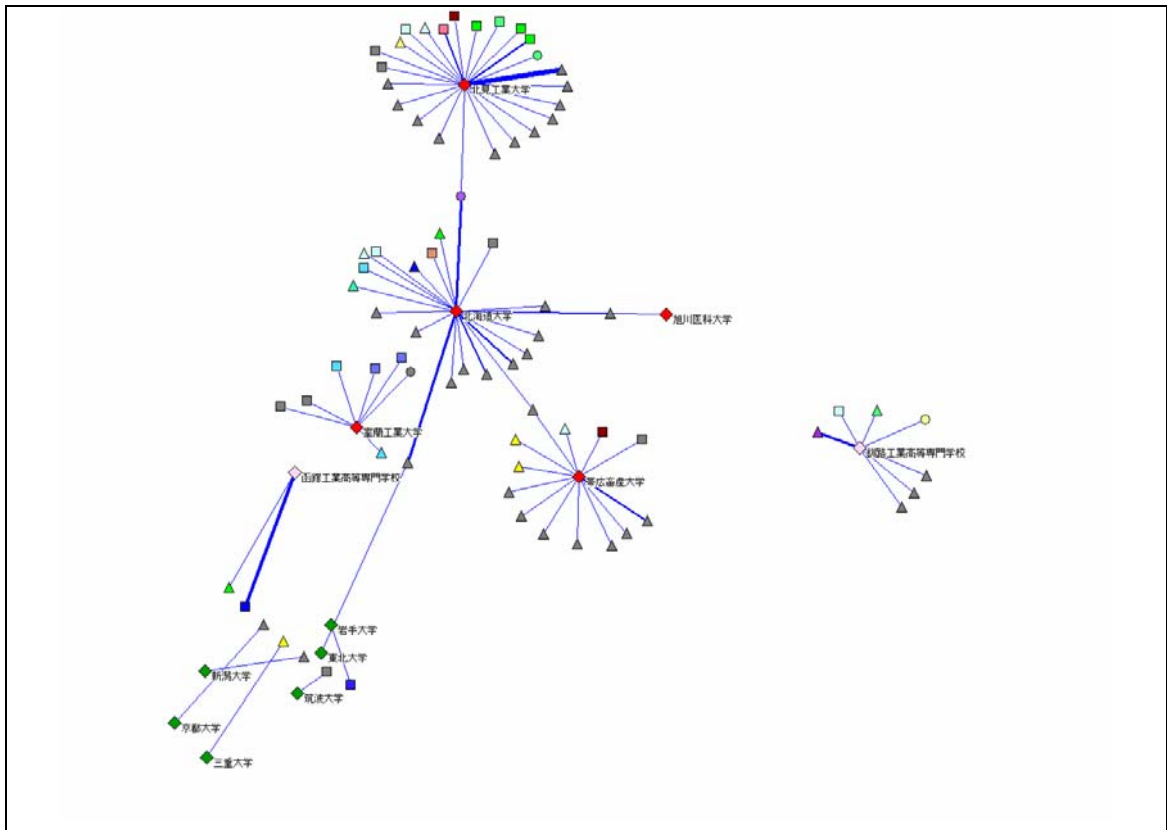 北見工業大学
北海道大学
旭川医科大学
室蘭工業大学
釧路工業高等専門学校
函館工業高等専門学校
帯広畜産大学
岩手大学
東北大学
新潟大学
筑波大学
京都大学
三重大学